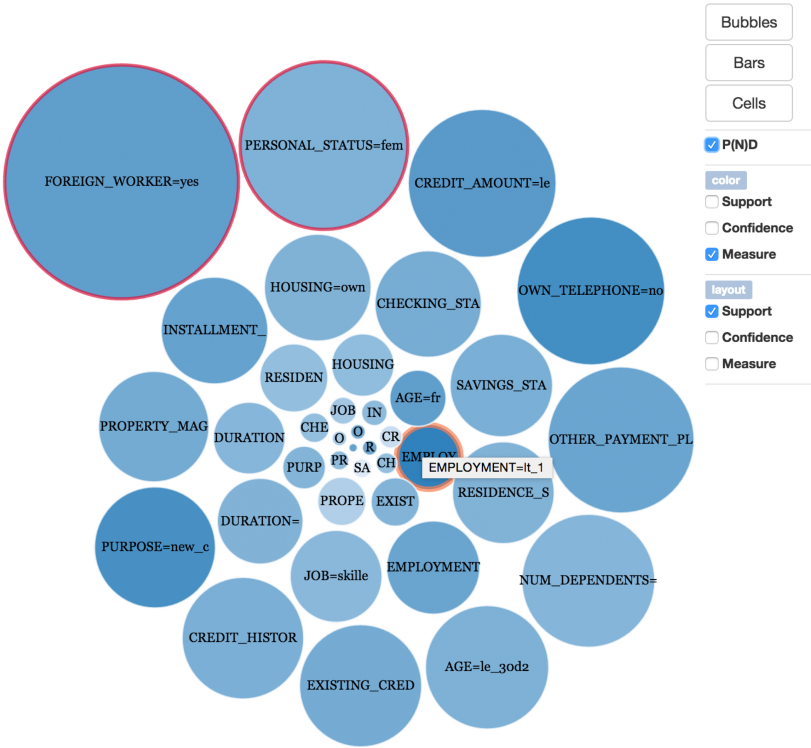 Bubbles
Bars
Cells
P(N)D
color
Support
Confidence
Measure
layout
Support
Confidence
Measure
FOREIGN_WORKER=yes
PERSONAL_STATUS=fem
CREDIT_AMOUNT=le
OWN_TELEPHONE=no
HOUSING=own
CHECKING_STA
INSTALLMENT_
HOUSING
RESIDEN
AGE=fr
SAVINGS_STA
PROPERTY_MAG
DURATION
JOB
IN
CHE
O
O
CR
R
OTHER_PAYMENT_PL
PURP
PR
SA
CH
EMPLOY
EMPLOYMENT=lt_1
RESIDENCE_S
PROPE
EXIST
DURATION=
PURPOSE=new_c
JOB=skille
EMPLOYMENT
NUM_DEPENDENTS=
CREDIT_HISTOR
EXISTING_CRED
AGE=le_30d2